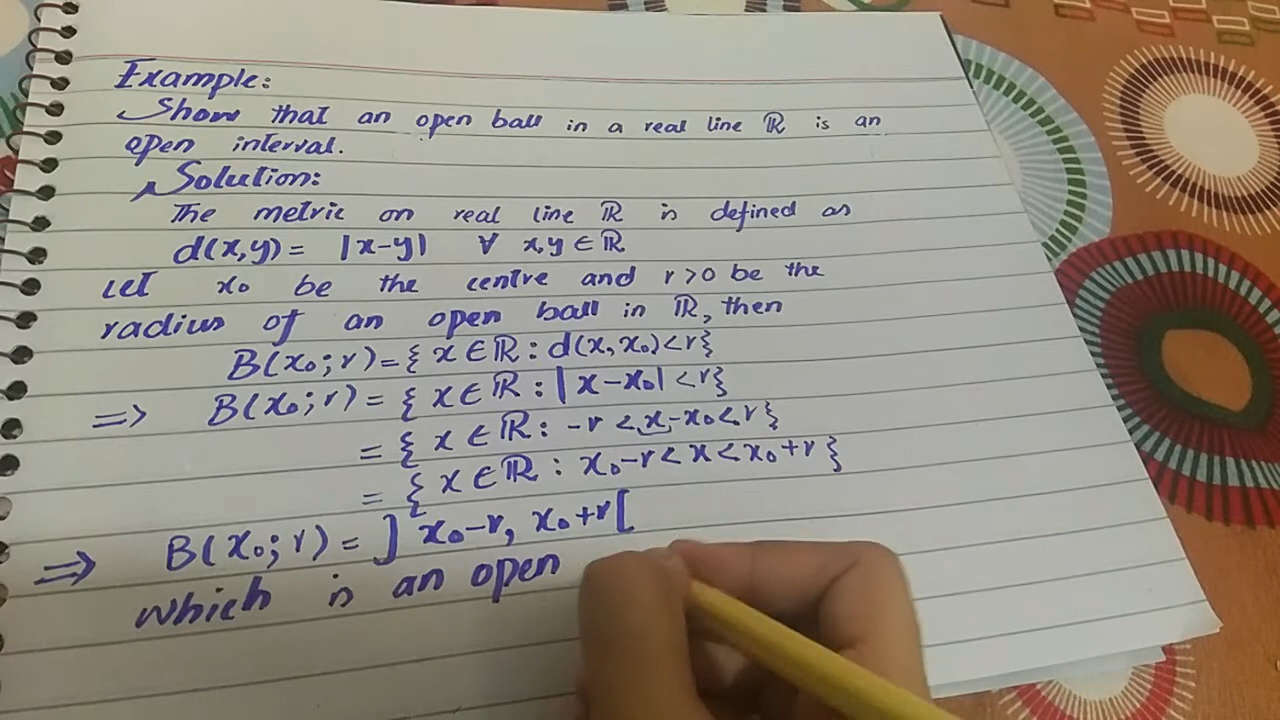 Example:
Show that an open ball in a real line ℝ is an
open interval.
Solution:
The metric on real line ℝ is defined as
d(x,y) = |x-y| ∀ x,y ∈ ℝ
Let x₀ be the centre and r>0 be the
radius of an open ball in ℝ, then
B(x₀;r) = { x ∈ ℝ : d(x,x₀)<r}
⇒ B(x₀;r) = { x ∈ ℝ : |x-x₀|<r}
= { x ∈ ℝ : -r < x-x₀ < r}
= { x ∈ ℝ : x₀-r < x < x₀+r }
⇒ B(x₀;r) = ] x₀-r, x₀+r [
which is an open